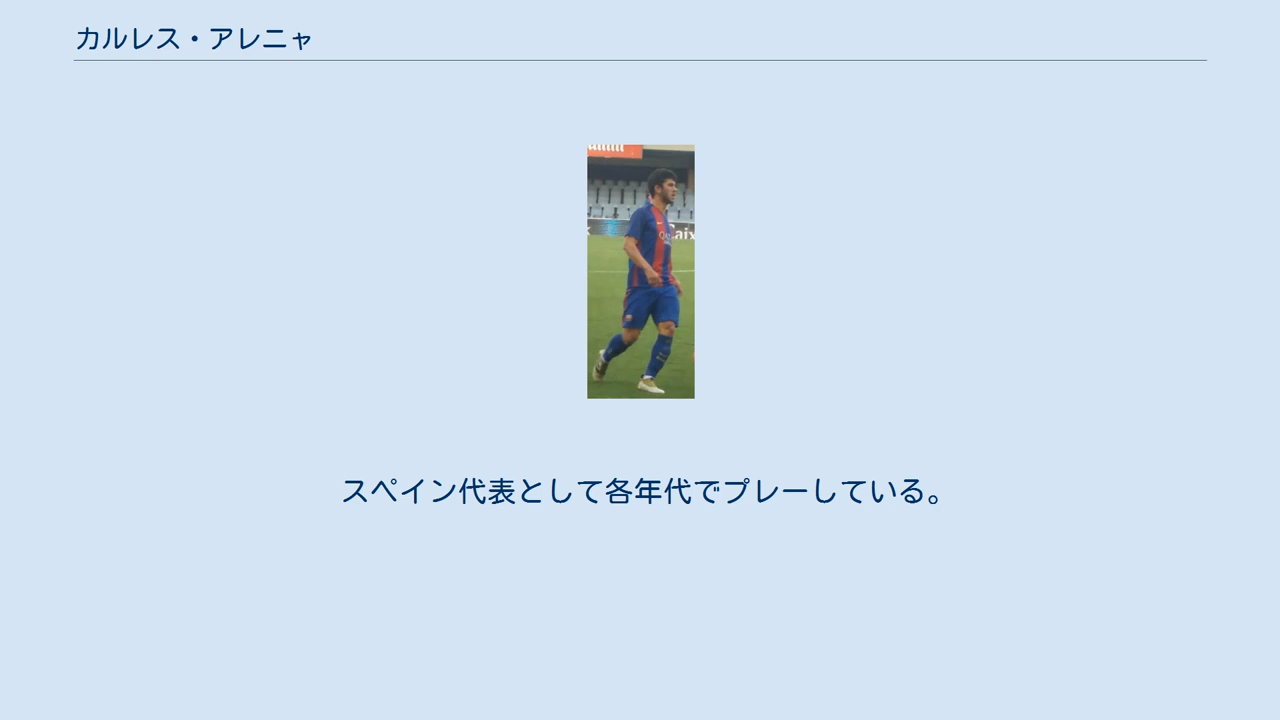 カルレス・アレニャ
Caix
スペイン代表として各年代でプレーしている。